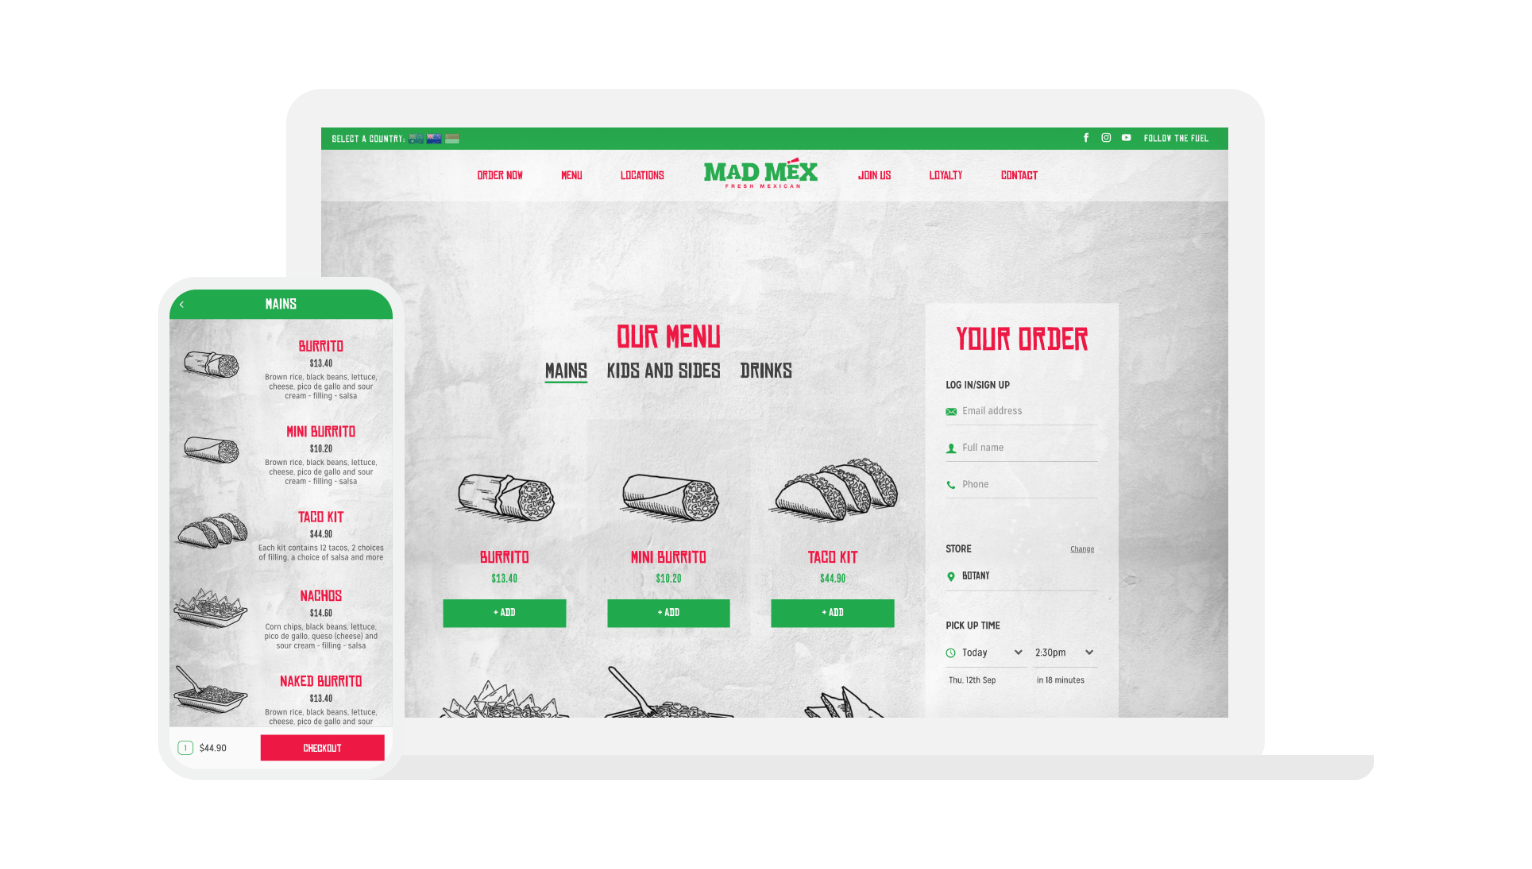 SELECT A COUNTRY:
FOLLOW THE FUEL
ORDER NOW
MENU
LOCATIONS
MAD MEX
FRESH MEXICAN
JOIN US
LOYALTY
CONTACT
OUR MENU
MAINS
KIDS AND SIDES
DRINKS
BURRITO
$13.40
+ ADD
MINI BURRITO
$10.20
+ ADD
TACO KIT
$44.90
+ ADD
YOUR ORDER
LOG IN/SIGN UP
Email address
Full name
Phone
STORE
Change
BOTANY
PICK UP TIME
Today
2:30pm
Thu, 12th Sep
in 18 minutes
MAINS
BURRITO
$13.40
Brown rice, black beans, lettuce,
cheese, pico de gallo and sour
cream - filling - salsa
MINI BURRITO
$10.20
Brown rice, black beans, lettuce,
cheese, pico de gallo and sour
cream - filling - salsa
TACO KIT
$44.90
Each kit contains 12 tacos, 2 choices
of filling, a choice of salsa and more
NACHOS
$14.60
Corn chips, black beans, lettuce,
pico de gallo, queso (cheese) and
sour cream - filling - salsa
NAKED BURRITO
$13.40
Brown rice, black beans, lettuce,
cheese, pico de gallo and sour
1
$44.90
CHECKOUT